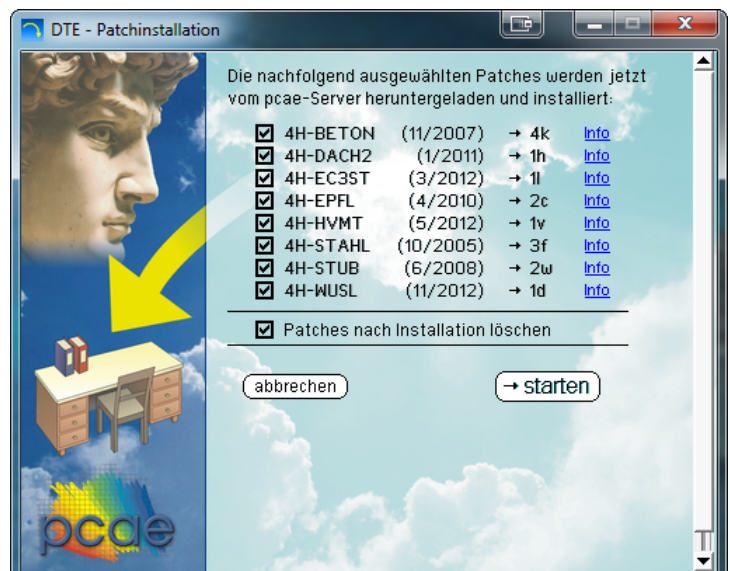 DTE - Patchinstallation
Die nachfolgend ausgewählten Patches werden jetzt
vom pcae-Server heruntergeladen und installiert:
4H-BETON (11/2007) → 4k Info
4H-DACH2 (1/2011) → 1h Info
4H-EC3ST (3/2012) → 1l Info
4H-EPFL (4/2010) → 2c Info
4H-HVMT (5/2012) → 1v Info
4H-STAHL (10/2005) → 3f Info
4H-STUB (6/2008) → 2w Info
4H-WUSL (11/2012) → 1d Info
Patches nach Installation löschen
abbrechen → starten
pcae